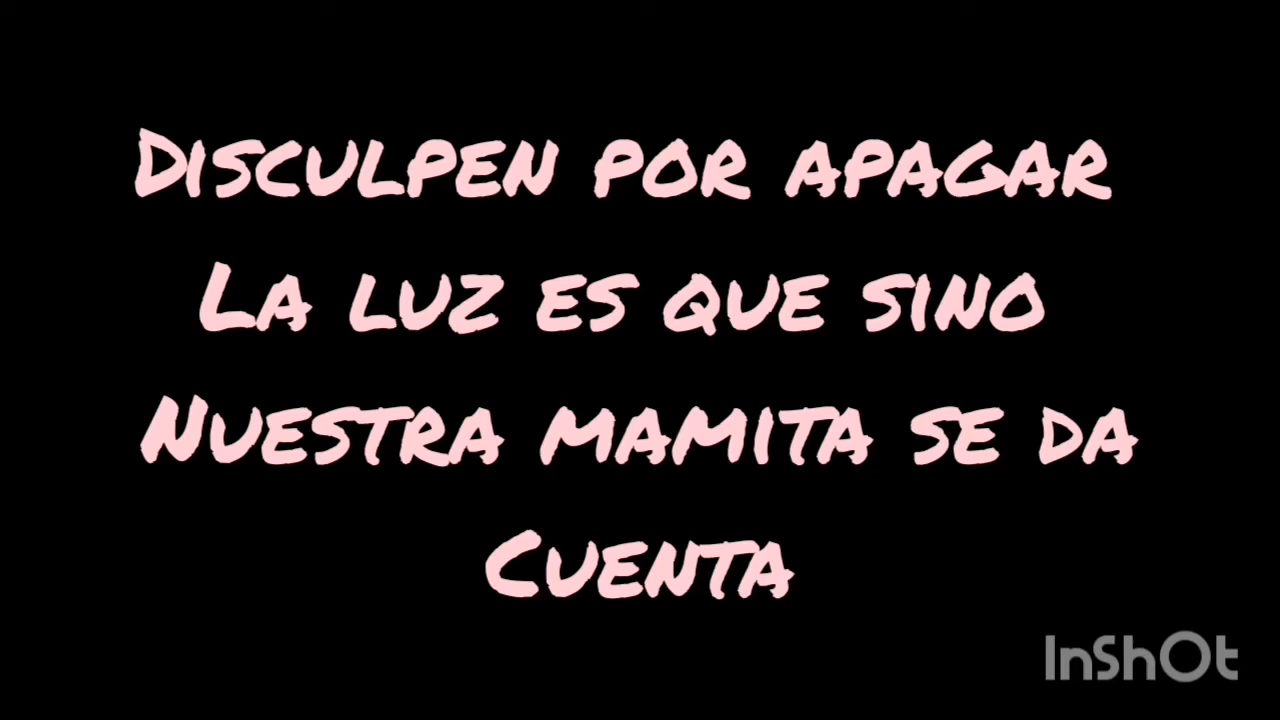 Disculpen por apagar
La luz es que sino
Nuestra mamita se da
Cuenta
InShOt